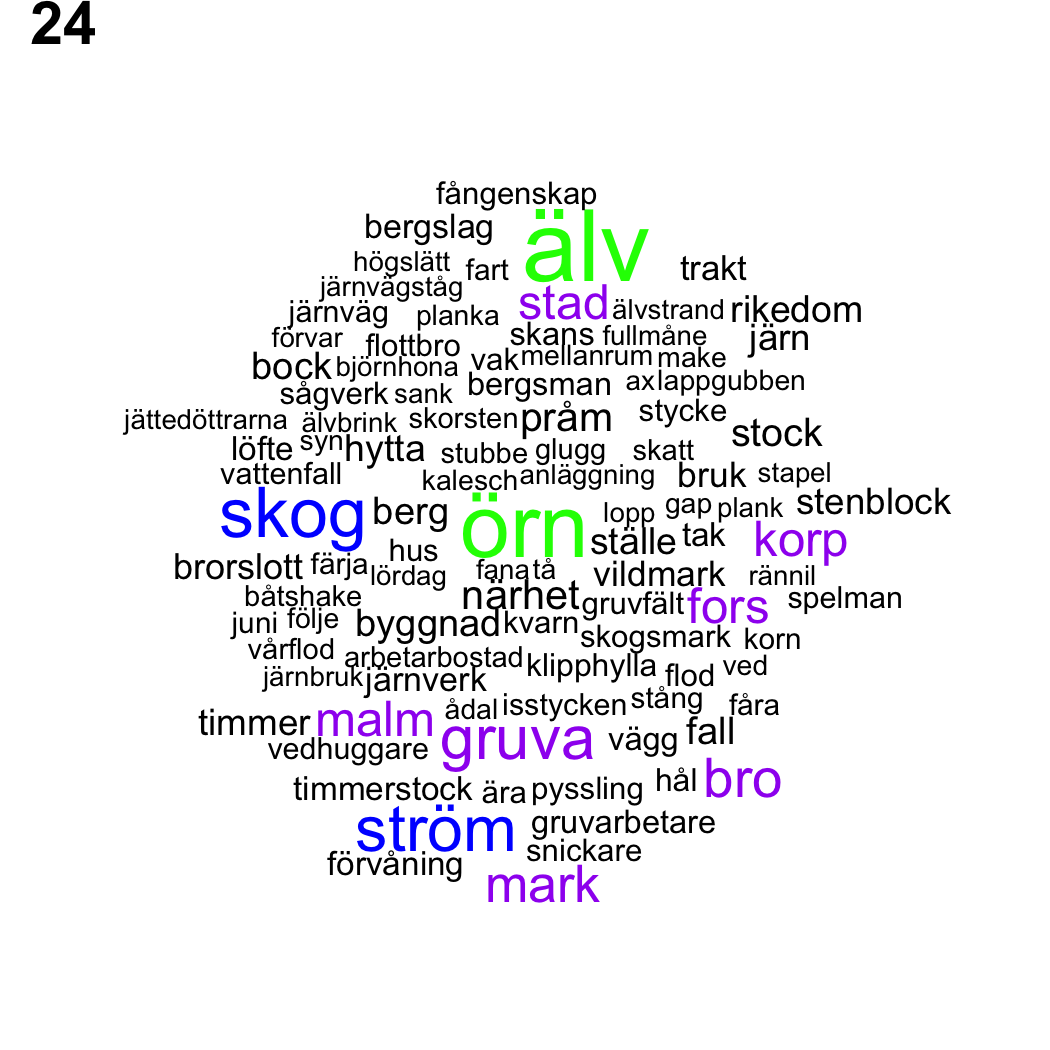 24
fångenskap
bergslag älv
högslätt fart trakt
järnvägståg stad älvstrand rikedom
järnväg planka
förvar flottbro skans fullmåne järn
bock björnhona vak mellanrum make
sågverk sank bergsman ax lappgubben
jättedöttrarna älvbrink skorsten pråm stycke stock
löfte syn hytta stubbe glugg skatt
vattenfall kalesch anläggning bruk stapel
skog berg örn lopp gap plank stenblock
hus ställe tak korp
brorslott färja lördag fana tå vildmark rännil
båtshake närhet gruvfält fors spelman
juni följe byggnad kvarn skogsmark korn
vårflod arbetarbostad klipphylla flod ved
järnbruk järnverk
timmer malm ådal isstycken stång fåra
vedhuggare gruva vägg fall
timmerstock ära pyssling hål bro
ström gruvarbetare
förvåning snickare
mark